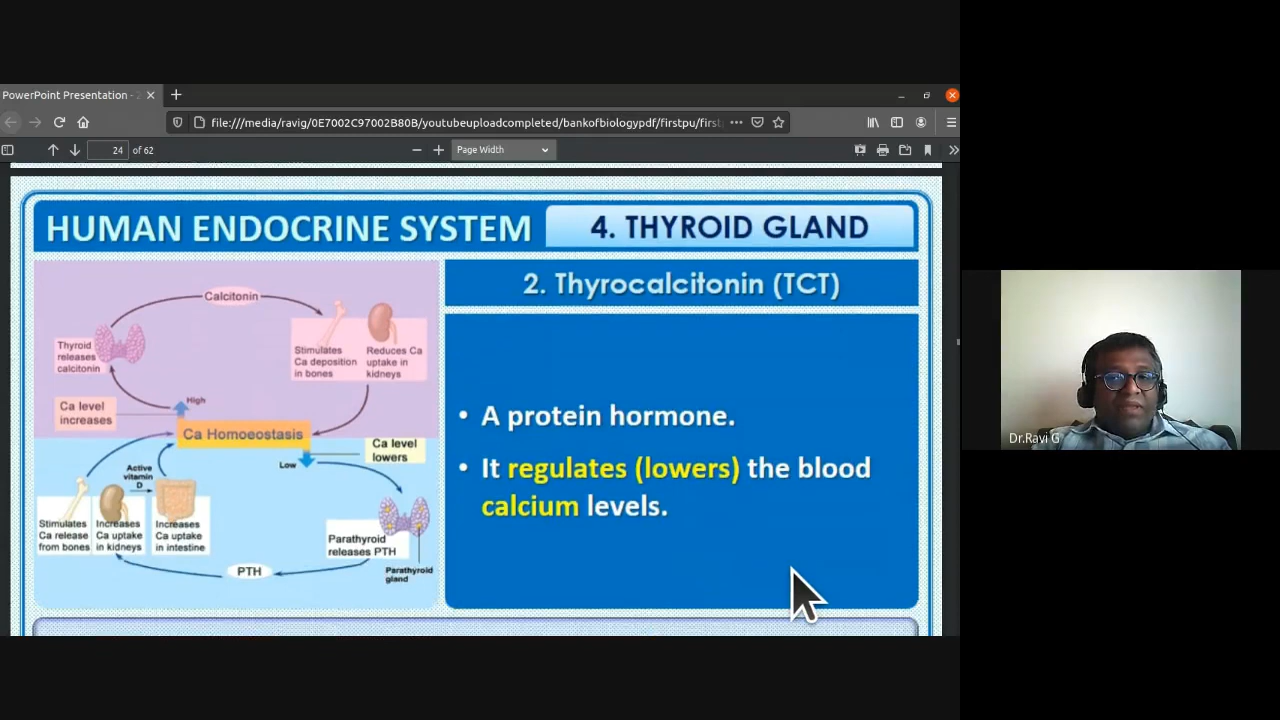 PowerPoint Presentation -
file:///media/ravig/0E7002C97002B80B/youtubeuploadcompleted/bankofbiologypdf/firstpu/first
24 of 62
Page Width
HUMAN ENDOCRINE SYSTEM
4. THYROID GLAND
Calcitonin
Thyroid
releases
calcitonin
Stimulates
Ca deposition
in bones
Reduces Ca
uptake in
kidneys
High
Ca level
increases
Ca Homoeostasis
Ca level
lowers
Low
Active
vitamin
D
Stimulates
Ca release
from bones
Increases
Ca uptake
in kidneys
Increases
Ca uptake
in intestine
Parathyroid
releases PTH
Parathyroid
gland
PTH
2. Thyrocalcitonin (TCT)
• A protein hormone.
• It regulates (lowers) the blood
calcium levels.
Dr.Ravi G